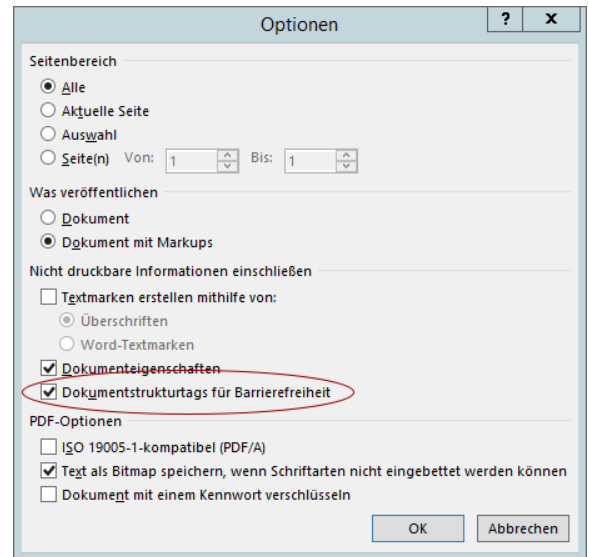 Optionen ? x
Seitenbereich
Alle
Aktuelle Seite
Auswahl
Seite(n) Von: 1 Bis: 1
Was veröffentlichen
Dokument
Dokument mit Markups
Nicht druckbare Informationen einschließen
Textmarken erstellen mithilfe von:
Überschriften
Word-Textmarken
Dokumenteigenschaften
Dokumentstrukturtags für Barrierefreiheit
PDF-Optionen
ISO 19005-1-kompatibel (PDF/A)
Text als Bitmap speichern, wenn Schriftarten nicht eingebettet werden können
Dokument mit einem Kennwort verschlüsseln
OK Abbrechen